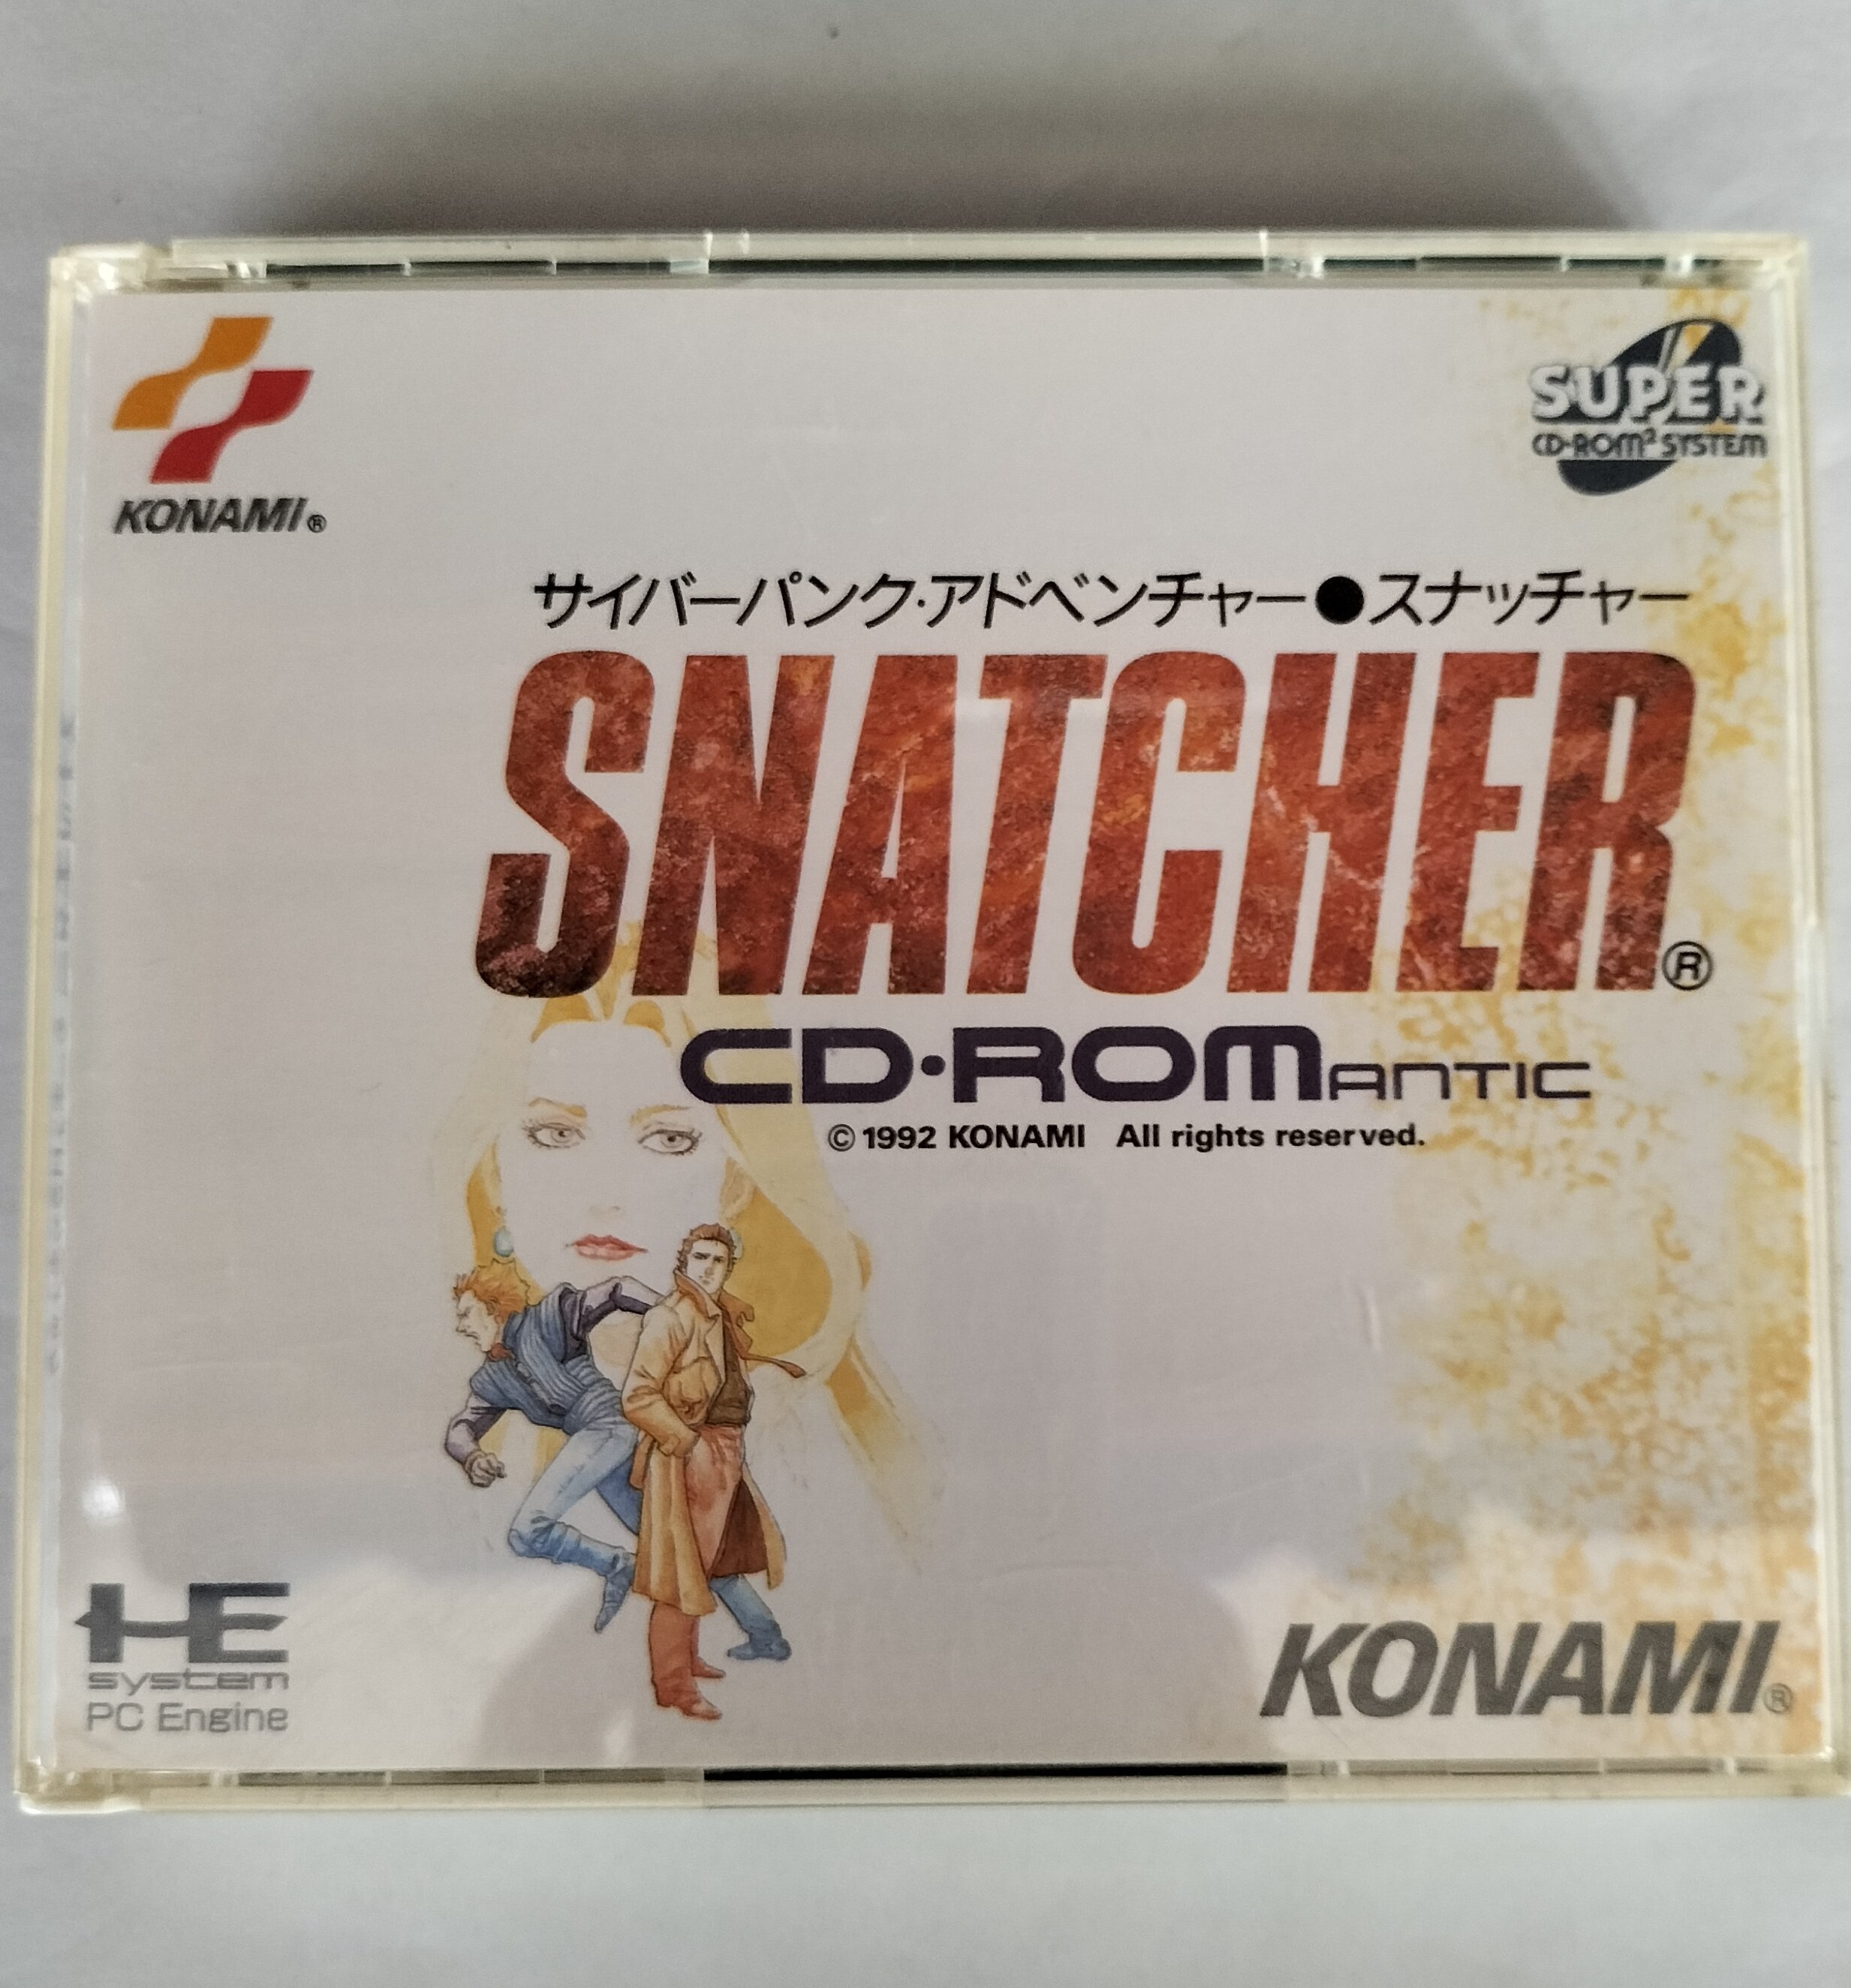 KONAMI®
SUPER
CD-ROM² SYSTEM
サイバーパンク・アドベンチャー●スナッチャー
SNATCHER®
CD・ROMANTIC
©1992 KONAMI All rights reserved.
HE
system
PC Engine
KONAMI®